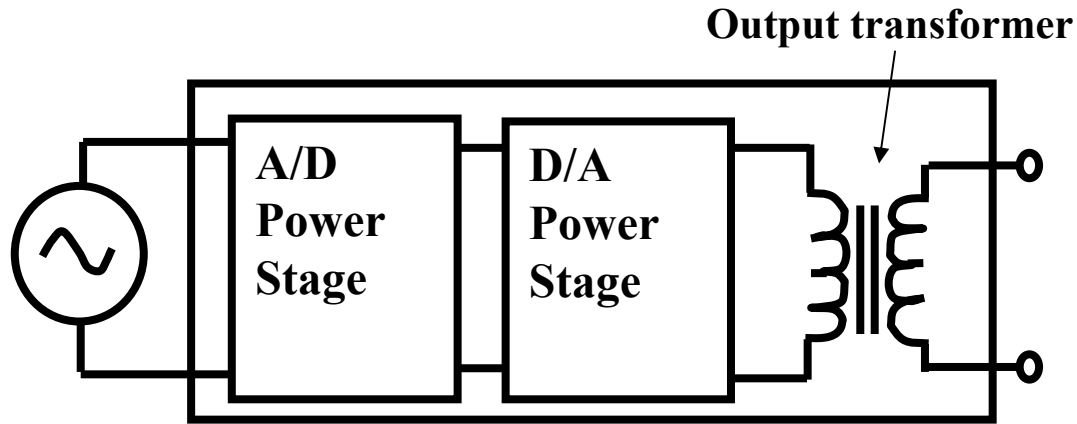 Output transformer
A/D
Power
Stage
D/A
Power
Stage